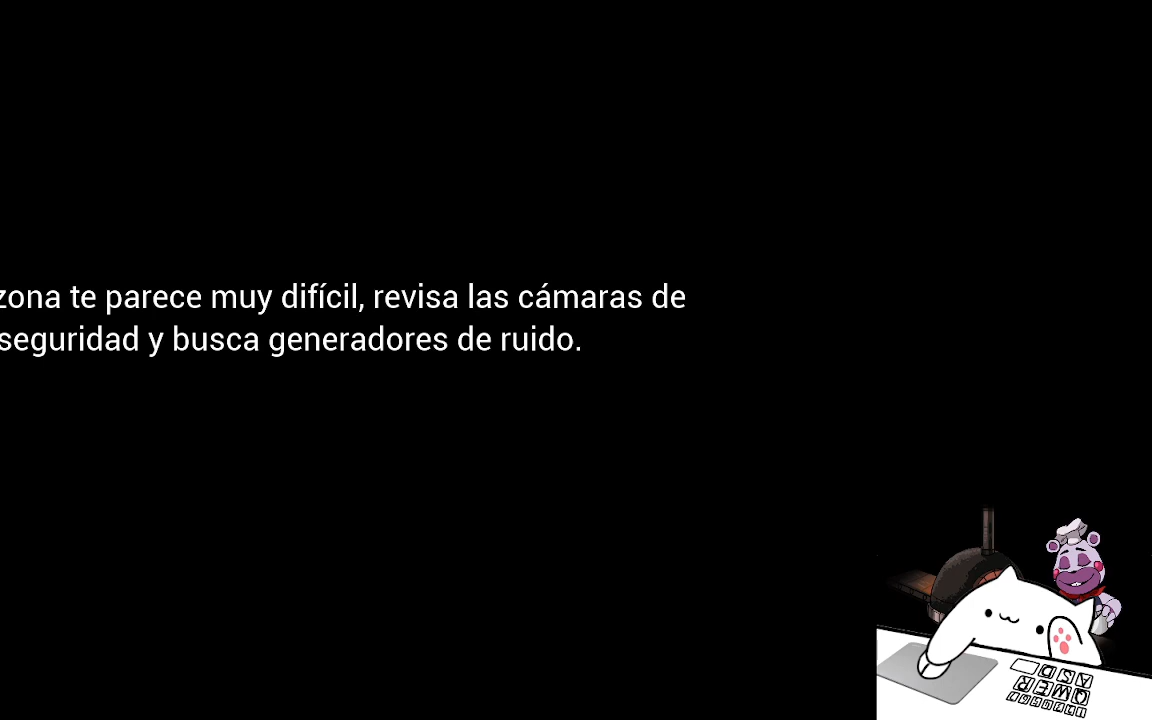 zona te parece muy difícil, revisa las cámaras de
seguridad y busca generadores de ruido.
A S D
Q W E R